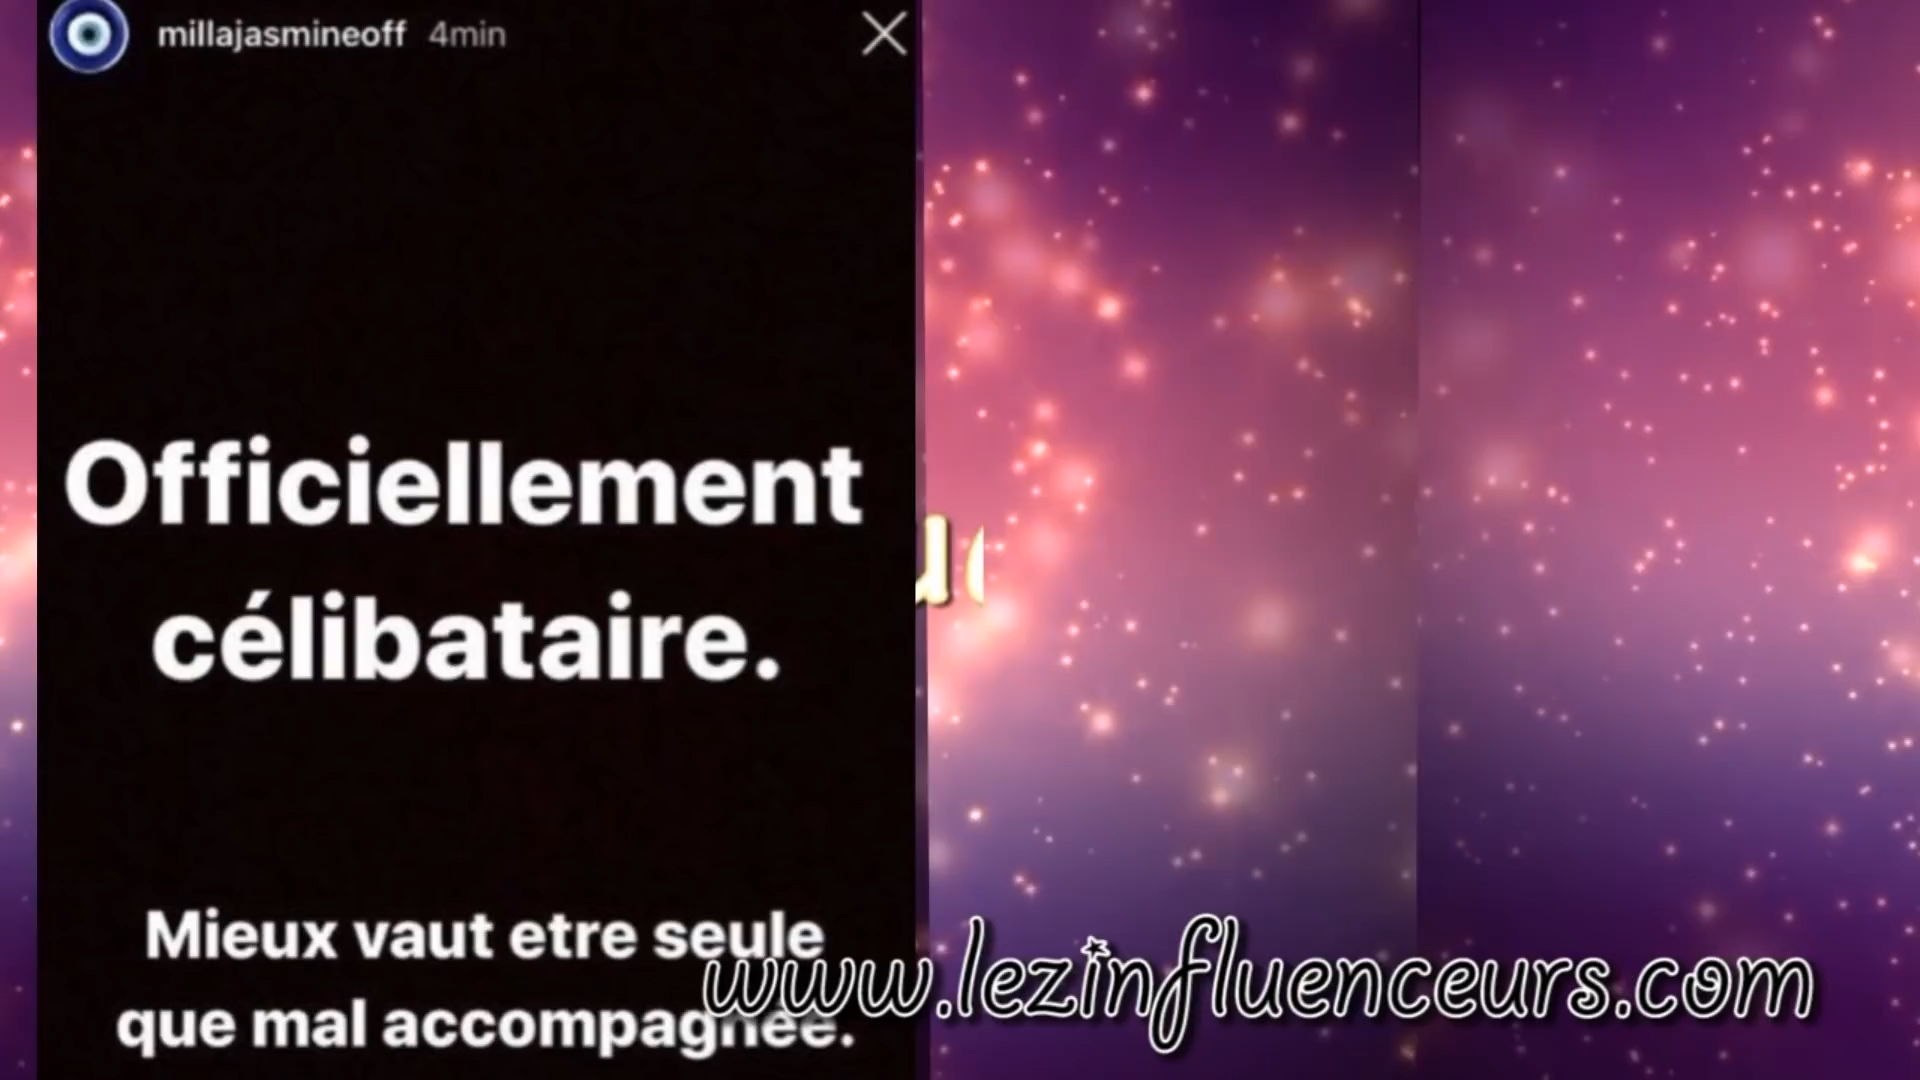 millajasmineoff 4min
Officiellement
célibataire.
Mieux vaut etre seule
que mal accompagnée.
www.lezinfluenceurs.com